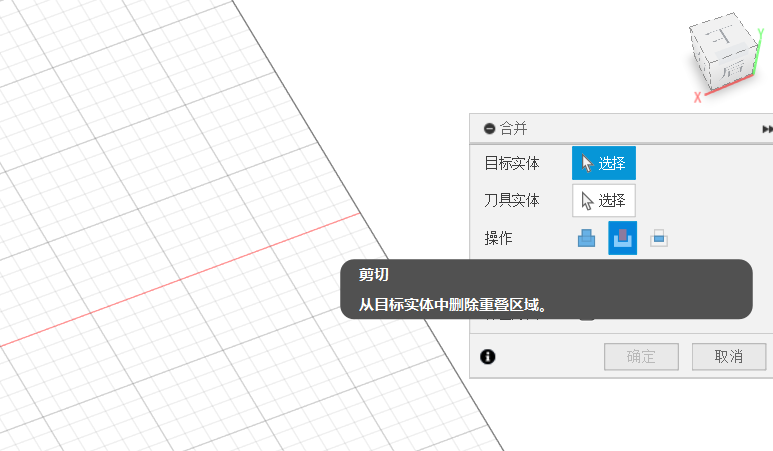 上
前
Y
X
合并
目标实体 选择
刀具实体 选择
操作
剪切
从目标实体中删除重叠区域。
确定 取消